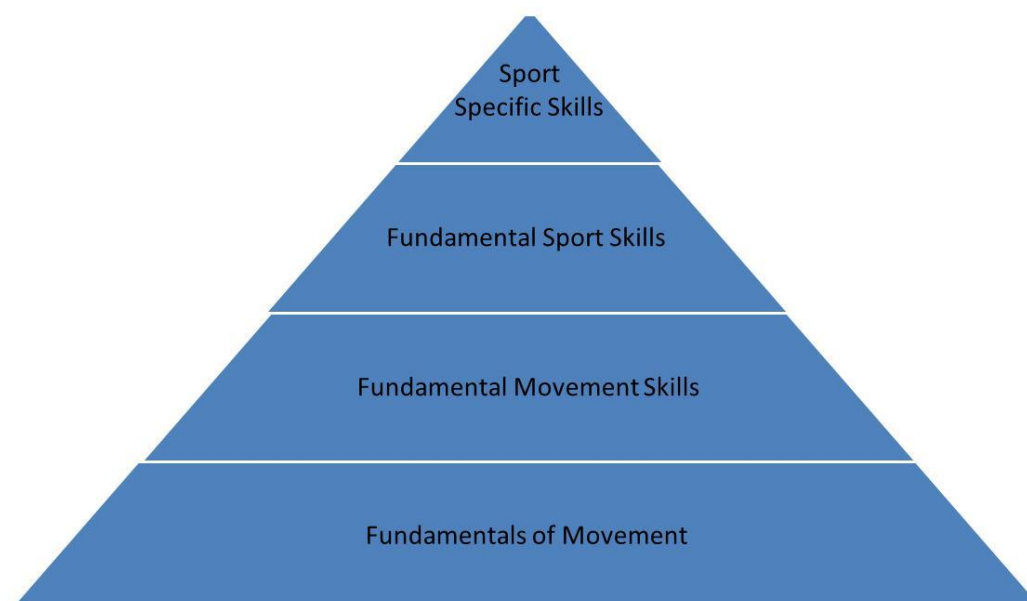 Sport
Specific Skills
Fundamental Sport Skills
Fundamental Movement Skills
Fundamentals of Movement